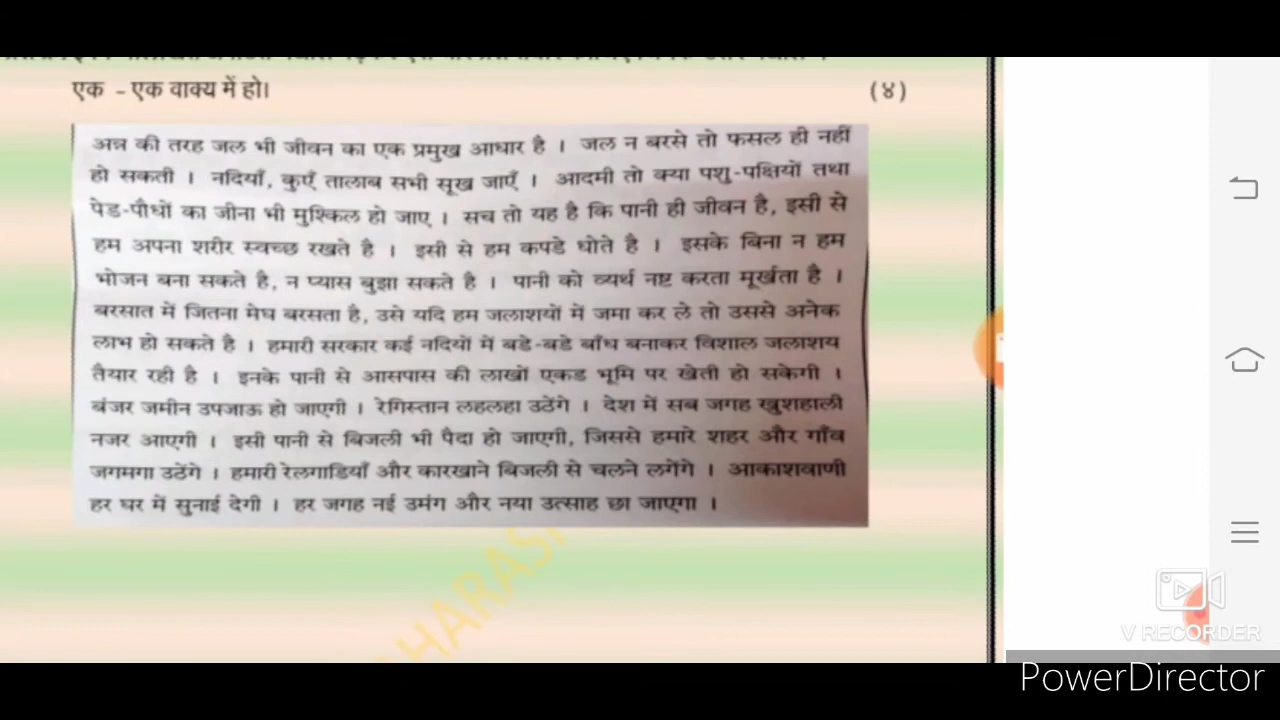 एक - एक वाक्य में हो।
(४)
अन्न की तरह जल भी जीवन का एक प्रमुख आधार है । जल न बरसे तो फसल ही नहीं
हो सकती । नदियाँ, कुएँ तालाब सभी सूख जाएँ । आदमी तो क्या पशु-पक्षियों तथा
पेड-पौधों का जीना भी मुश्किल हो जाए । सच तो यह है कि पानी ही जीवन है, इसी से
हम अपना शरीर स्वच्छ रखते है । इसी से हम कपडे धोते है । इसके बिना न हम
भोजन बना सकते है, न प्यास बुझा सकते है । पानी को व्यर्थ नष्ट करता मूर्खता है ।
बरसात में जितना मेघ बरसता है, उसे यदि हम जलाशयों में जमा कर ले तो उससे अनेक
लाभ हो सकते है । हमारी सरकार कई नदियों में बडे-बडे बाँध बनाकर विशाल जलाशय
तैयार रही है । इनके पानी से आसपास की लाखों एकड भूमि पर खेती हो सकेगी ।
बंजर जमीन उपजाऊ हो जाएगी । रेगिस्तान लहलहा उठेंगे । देश में सब जगह खुशहाली
नजर आएगी । इसी पानी से बिजली भी पैदा हो जाएगी, जिससे हमारे शहर और गाँव
जगमगा उठेंगे । हमारी रेलगाडियाँ और कारखाने बिजली से चलने लगेंगे । आकाशवाणी
हर घर में सुनाई देगी । हर जगह नई उमंग और नया उत्साह छा जाएगा ।
V RECORDER
PowerDirector